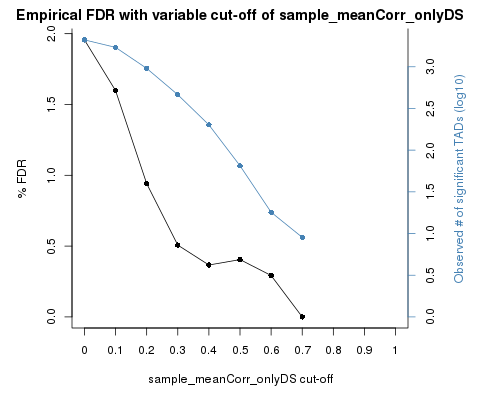 Empirical FDR with variable cut-off of sample_meanCorr_onlyDS
% FDR
0.0 0.5 1.0 1.5 2.0
0.0 0.5 1.0 1.5 2.0 2.5 3.0
Observed # of significant TADs (log10)
0 0.1 0.2 0.3 0.4 0.5 0.6 0.7 0.8 0.9 1
sample_meanCorr_onlyDS cut-off